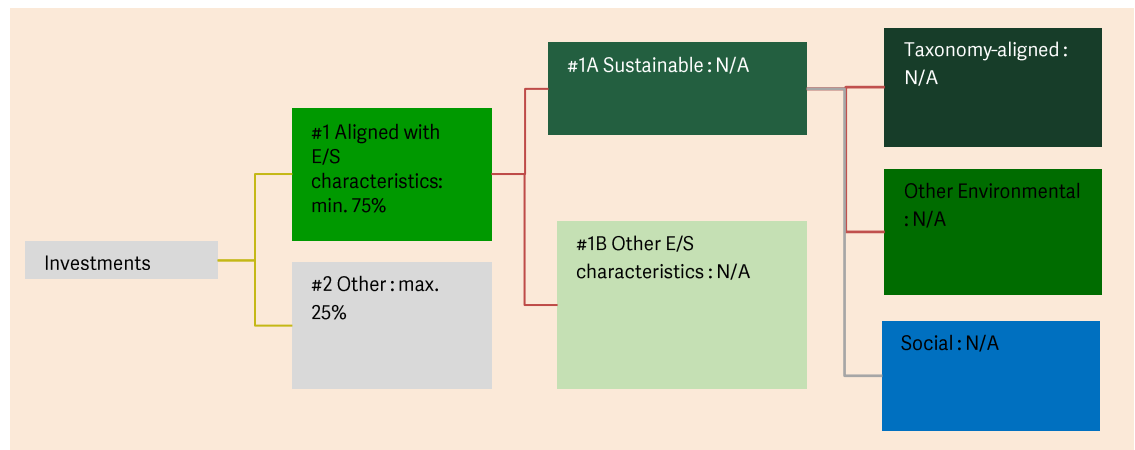 Investments
#1 Aligned with
E/S
characteristics:
min. 75%
#2 Other : max.
25%
#1A Sustainable : N/A
#1B Other E/S
characteristics : N/A
Taxonomy-aligned :
N/A
Other Environmental
: N/A
Social : N/A